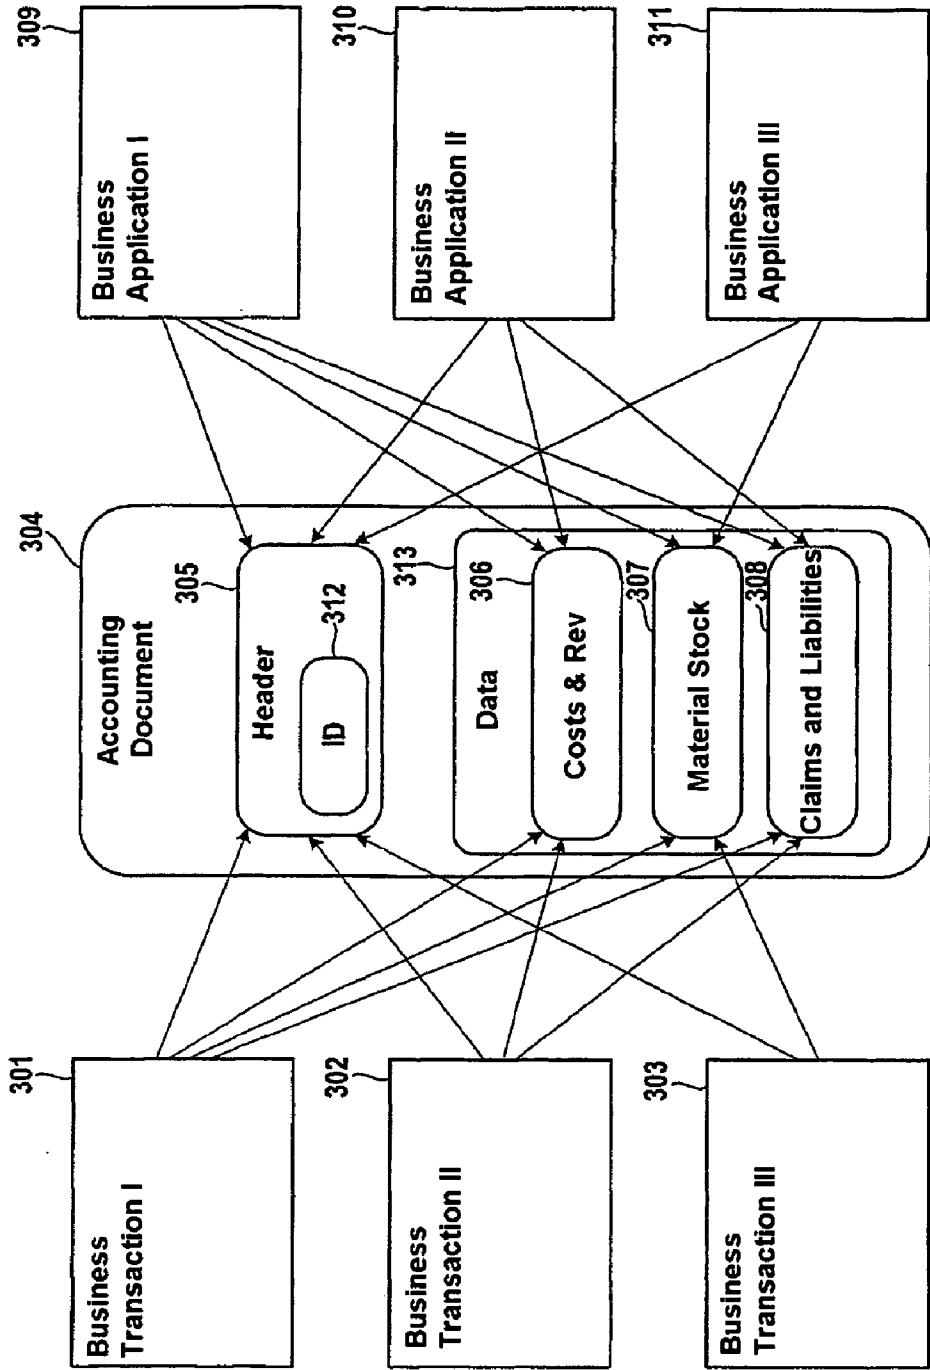 301
Business
Transaction I
302
Business
Transaction II
303
Business
Transaction III
304
Accounting
Document
305
Header
312
ID
313
Data
306
Costs & Rev
307
Material Stock
308
Claims and Liabilities
309
Business
Application I
310
Business
Application II
311
Business
Application III